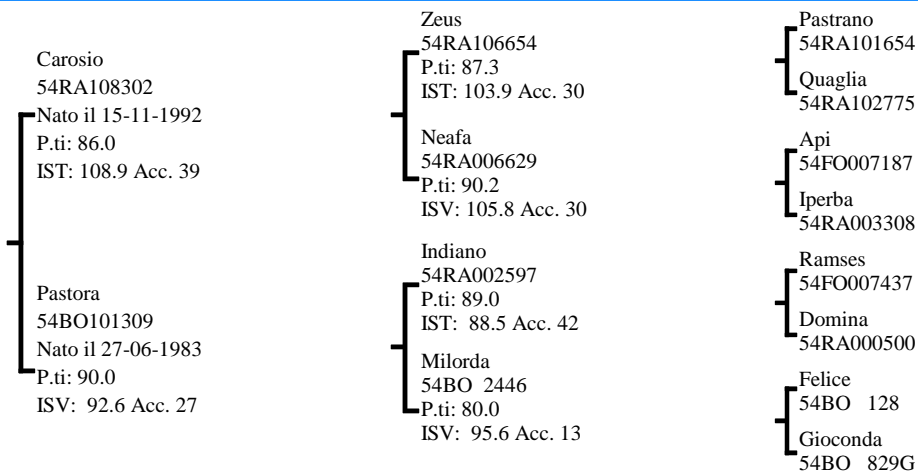 Carosio
54RA108302
Nato il 15-11-1992
P.ti: 86.0
IST: 108.9 Acc. 39
Pastora
54BO101309
Nato il 27-06-1983
P.ti: 90.0
ISV:  92.6 Acc. 27
Zeus
54RA106654
P.ti: 87.3
IST: 103.9 Acc. 30
Neafa
54RA006629
P.ti: 90.2
ISV: 105.8 Acc. 30
Indiano
54RA002597
P.ti: 89.0
IST:  88.5 Acc. 42
Milorda
54BO  2446
P.ti: 80.0
ISV:  95.6 Acc. 13
Pastrano
54RA101654
Quaglia
54RA102775
Api
54FO007187
Iperba
54RA003308
Ramses
54FO007437
Domina
54RA000500
Felice
54BO   128
Gioconda
54BO   829G